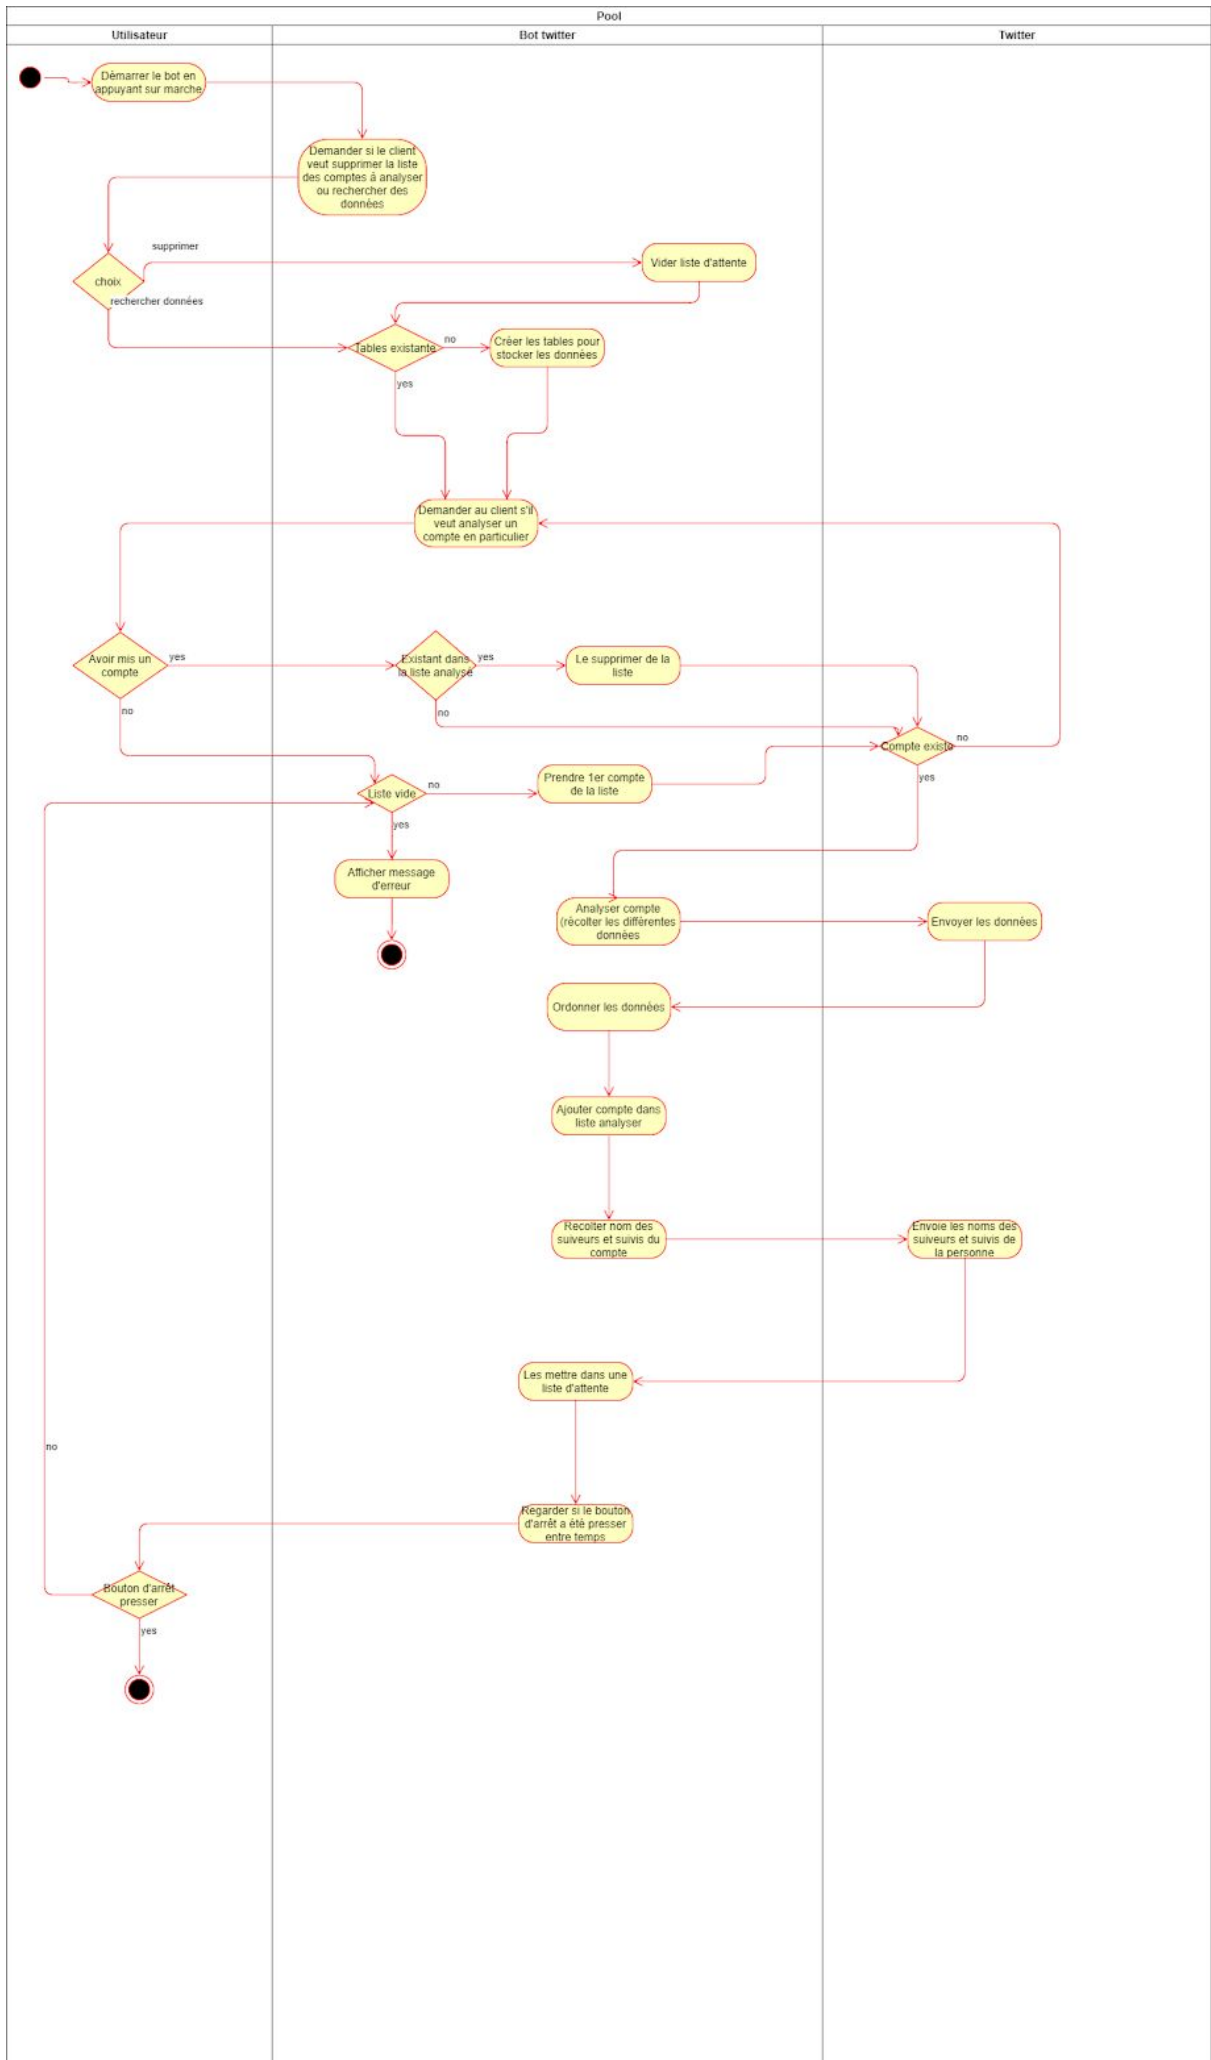 Pool
Utilisateur
Bot twitter
Twitter
Démarrer le bot en
appuyant sur marche
Demander si le client
veut supprimer la liste
des comptes à analyser
ou rechercher des
données
supprimer
Vider liste d'attente
choix
rechercher données
Tables existante
no
Créer les tables pour
stocker les données
yes
Demander au client s'il
veut analyser un
compte en particulier
Avoir mis un
compte
yes
Existant dans
la liste analysé
yes
Le supprimer de la
liste
no
no
Compte existe
no
yes
Liste vide
no
Prendre 1er compte
de la liste
yes
Afficher message
d'erreur
Analyser compte
(récolter les différentes
données
Envoyer les données
Ordonner les données
Ajouter compte dans
liste analyser
Recolter nom des
suiveurs et suivis du
compte
Envoie les noms des
suiveurs et suivis de
la personne
Les mettre dans une
liste d'attente
no
Regarder si le bouton
d'arrêt a été presser
entre temps
Bouton d'arrêt
presser
yes